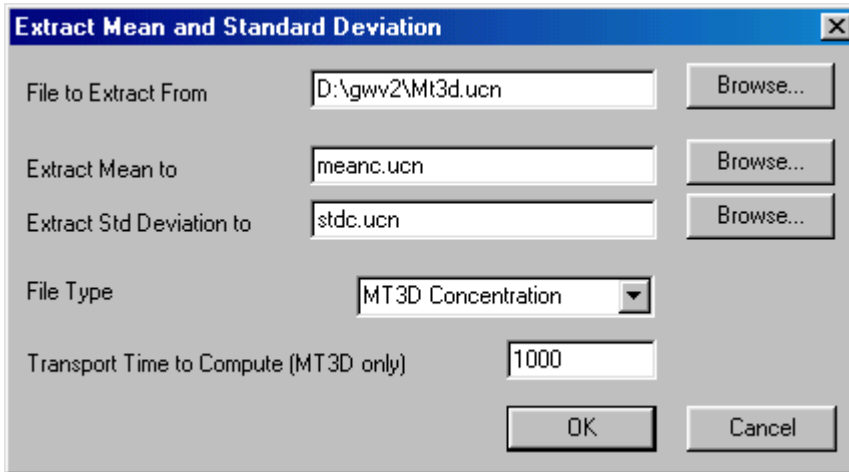 Extract Mean and Standard Deviation
File to Extract From D:\gwv2\Mt3d.ucn Browse...
Extract Mean to meanc.ucn Browse...
Extract Std Deviation to stdc.ucn Browse...
File Type MT3D Concentration
Transport Time to Compute (MT3D only) 1000
OK Cancel